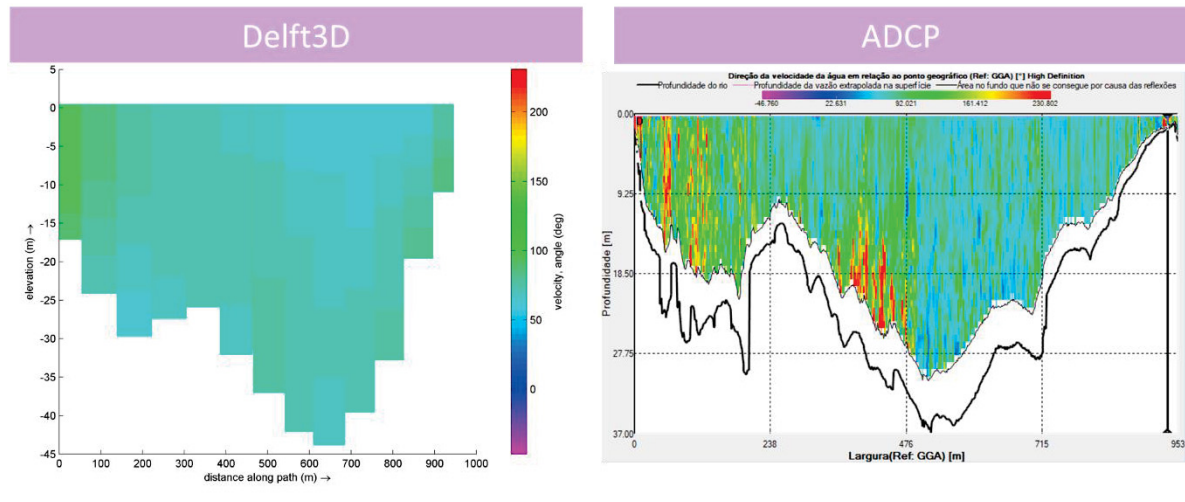 Delft3D
ADCP
5
0
-5
-10
-15
-20
-25
-30
-35
-40
-45
elevation (m) →
0 100 200 300 400 500 600 700 800 900 1000
distance along path (m) →
200
150
100
50
0
velocity, angle (deg)
Direção da velocidade da água em relação ao ponto geográfico (Ref: GGA) [°] High Definition
Profundidade do rio Profundidade da vazão extrapolada na superfície Área no fundo que não se consegue por causa das reflexões
-46.760 22.631 92.021 161.412 230.802
0.00
9.25
18.50
27.75
37.00
Profundidade [m]
0 238 476 715 953
Largura(Ref: GGA) [m]